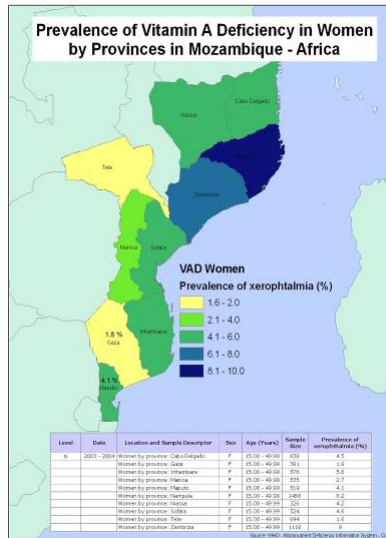 Prevalence of Vitamin A Deficiency in Women
by Provinces in Mozambique - Africa
Cabo Delgado
Niassa
Tete
Zambezia
Manica
Sofala
VAD Women
Prevalence of xerophtalmia (%)
1.6 - 2.0
2.1 - 4.0
4.1 - 6.0
6.1 - 8.0
8.1 - 10.0
1.8 %
Gaza
Inhambane
4.1 %
Maputo
Level Date Location and Sample Descriptor Sex Age (Years) Sample Size Prevalence of xerophthalmia (%)
2003 - 2004 Women by province: Cabo Delgado F 15.00 - 49.99 639 4.5
Women by province: Gaza F 15.00 - 49.99 391 1.8
Women by province: Inhambane F 15.00 - 49.99 576 5.6
Women by province: Manica F 15.00 - 49.99 535 2.7
Women by province: Maputo F 15.00 - 49.99 519 4.1
Women by province: Nampula F 15.00 - 49.99 1486 8.2
Women by province: Niassa F 15.00 - 49.99 326 4.2
Women by province: Sofala F 15.00 - 49.99 524 4.6
Women by province: Tete F 15.00 - 49.99 694 1.6
Women by province: Zambezia F 15.00 - 49.99 1118 9
Source: WHO - Micronutrient Deficiency Information System